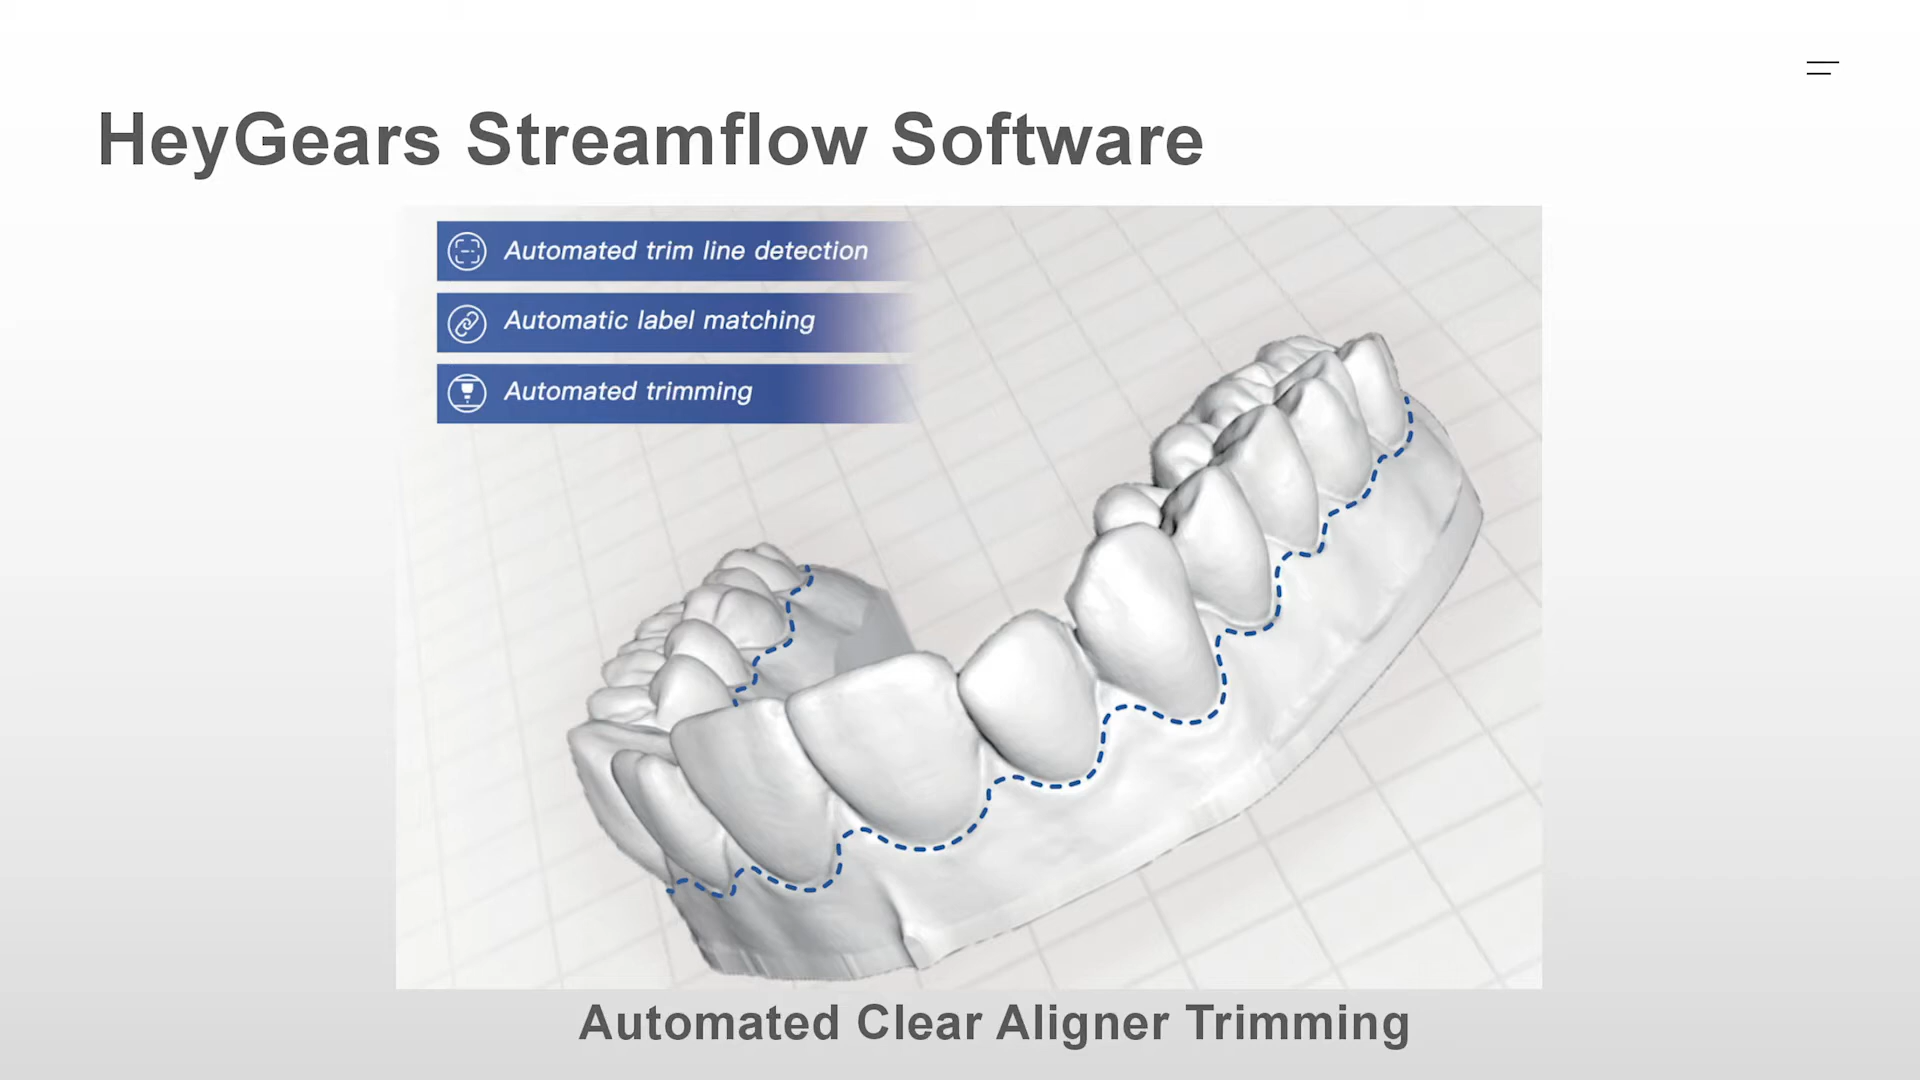 HeyGears Streamflow Software
Automated trim line detection
Automatic label matching
Automated trimming
Automated Clear Aligner Trimming